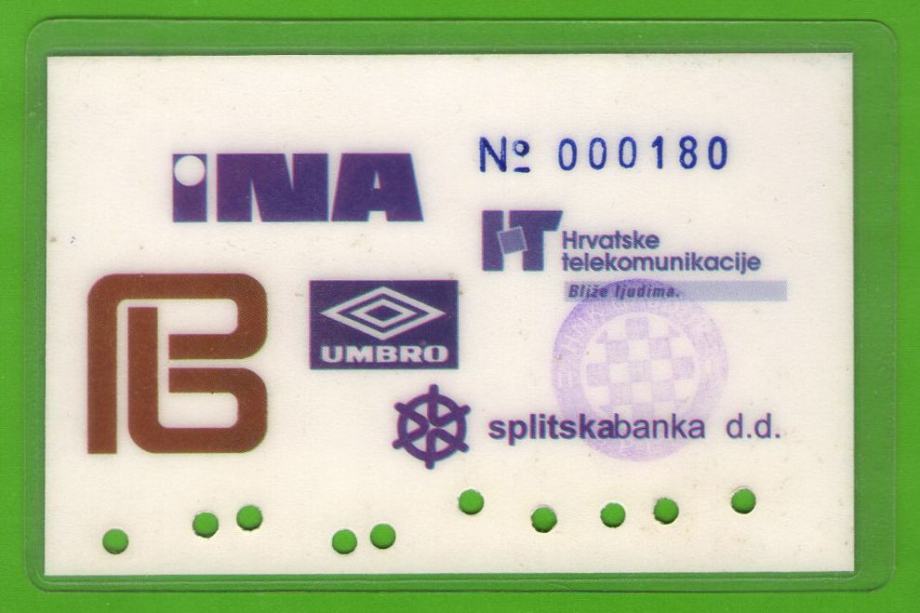 INA
Nº 000180
HT Hrvatske
telekomunikacije
Bliže ljudima.
UMBRO
splitskabanka d.d.